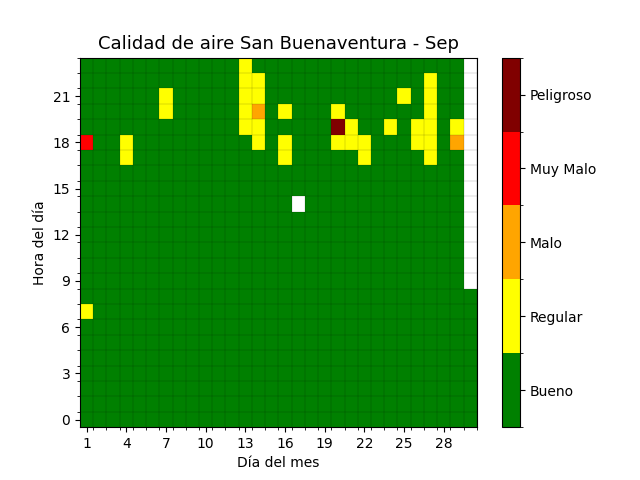 Calidad de aire San Buenaventura - Sep
Hora del día
21
18
15
12
9
6
3
0
1 4 7 10 13 16 19 22 25 28
Día del mes
Peligroso
Muy Malo
Malo
Regular
Bueno